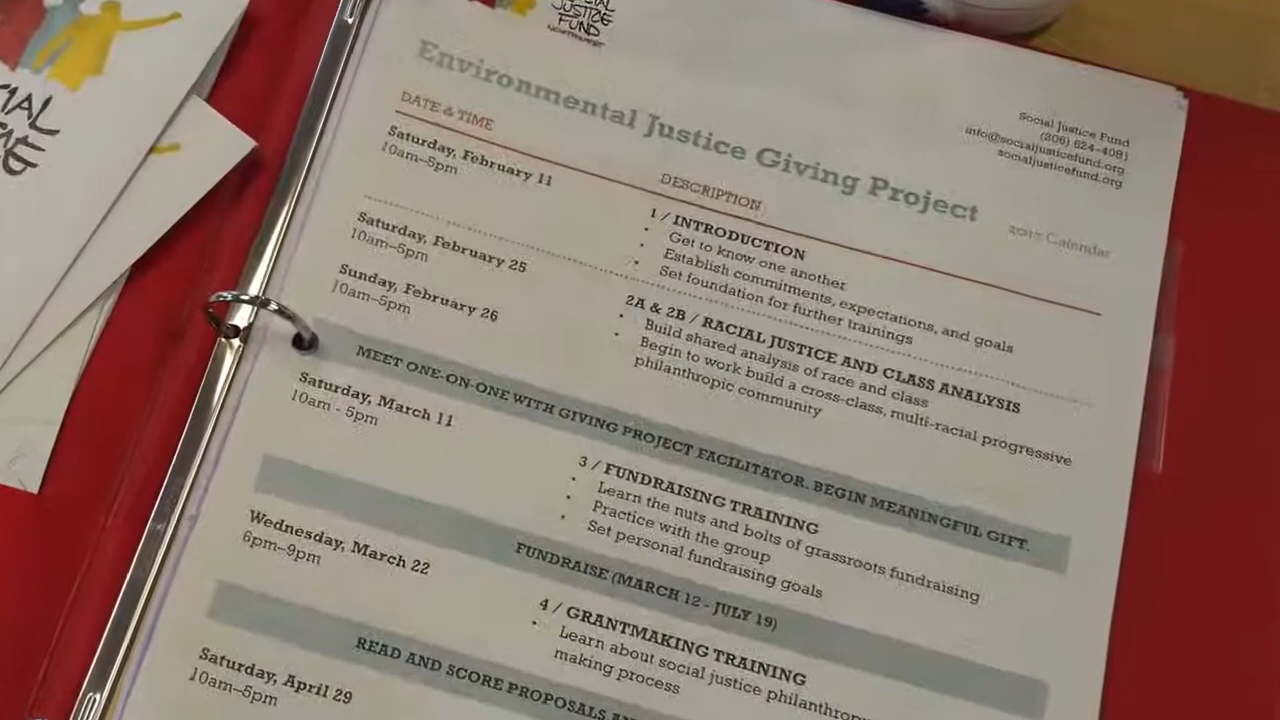 CIAL
JUSTICE
FUND
NORTHWEST
Environmental Justice Giving Project
Social Justice Fund
(206) 624-4081
info@socialjusticefund.org
socialjusticefund.org
2017 Calendar
DATE & TIME
DESCRIPTION
Saturday, February 11
10am–5pm
1 / INTRODUCTION
• Get to know one another
• Establish commitments, expectations, and goals
• Set foundation for further trainings
Saturday, February 25
10am–5pm
Sunday, February 26
10am–5pm
2A & 2B / RACIAL JUSTICE AND CLASS ANALYSIS
• Build shared analysis of race and class
• Begin to work build a cross-class, multi-racial progressive
philanthropic community
MEET ONE-ON-ONE WITH GIVING PROJECT FACILITATOR. BEGIN MEANINGFUL GIFT.
Saturday, March 11
10am - 5pm
3 / FUNDRAISING TRAINING
• Learn the nuts and bolts of grassroots fundraising
• Practice with the group
• Set personal fundraising goals
FUNDRAISE (MARCH 12 - JULY 19)
Wednesday, March 22
6pm–9pm
4 / GRANTMAKING TRAINING
• Learn about social justice philanthropy
making process
READ AND SCORE PROPOSALS AN
Saturday, April 29
10am–5pm